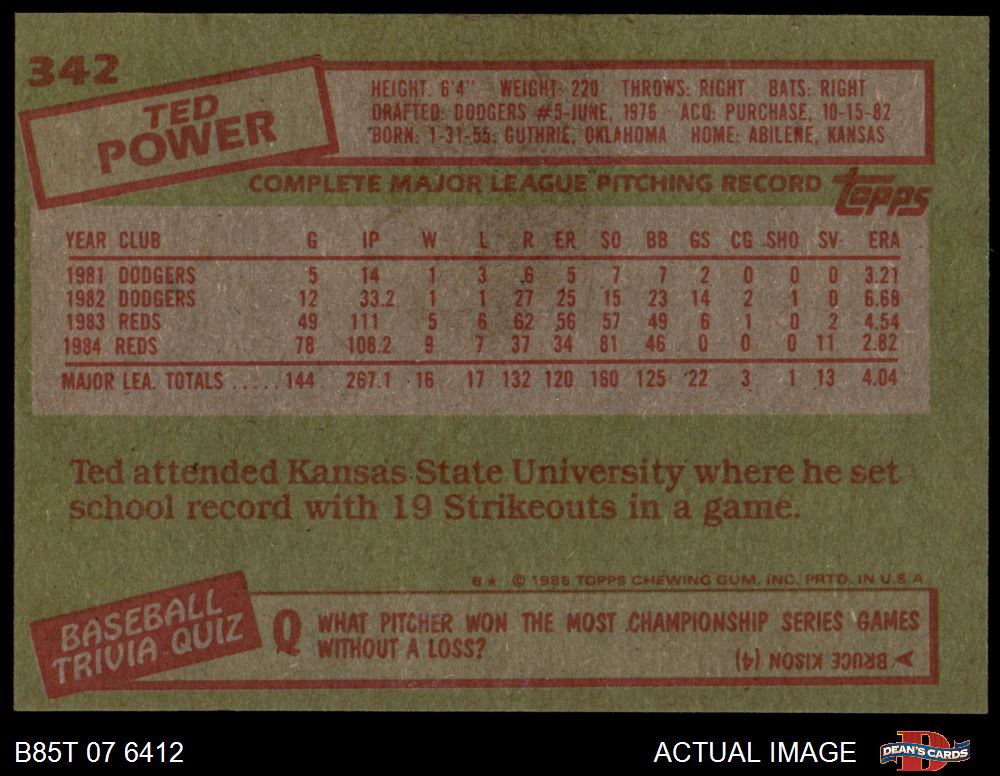 342
TED
POWER
HEIGHT: 6'4" WEIGHT: 220 THROWS: RIGHT BATS: RIGHT
DRAFTED: DODGERS #5-JUNE, 1976 ACQ: PURCHASE, 10-15-82
BORN: 1-31-55, GUTHRIE, OKLAHOMA HOME: ABILENE, KANSAS
COMPLETE MAJOR LEAGUE PITCHING RECORD topps
YEAR CLUB G IP W L R ER SO BB GS CG SHO SV ERA
1981 DODGERS 5 14 1 3 6 5 7 7 2 0 0 0 3.21
1982 DODGERS 12 33.2 1 1 27 25 15 23 14 2 1 0 6.68
1983 REDS 49 111 5 6 62 56 57 49 6 1 0 2 4.54
1984 REDS 78 108.2 9 7 37 34 81 46 0 0 0 11 2.82
MAJOR LEA. TOTALS ..... 144 267.1 16 17 132 120 160 125 22 3 1 13 4.04
Ted attended Kansas State University where he set
school record with 19 Strikeouts in a game.
6★ © 1985 TOPPS CHEWING GUM, INC. PRTD. IN U.S.A
BASEBALL
TRIVIA QUIZ
Q WHAT PITCHER WON THE MOST CHAMPIONSHIP SERIES GAMES
WITHOUT A LOSS?
BRUCE KISON (4)
B85T 07 6412 ACTUAL IMAGE DEAN'S CARDS